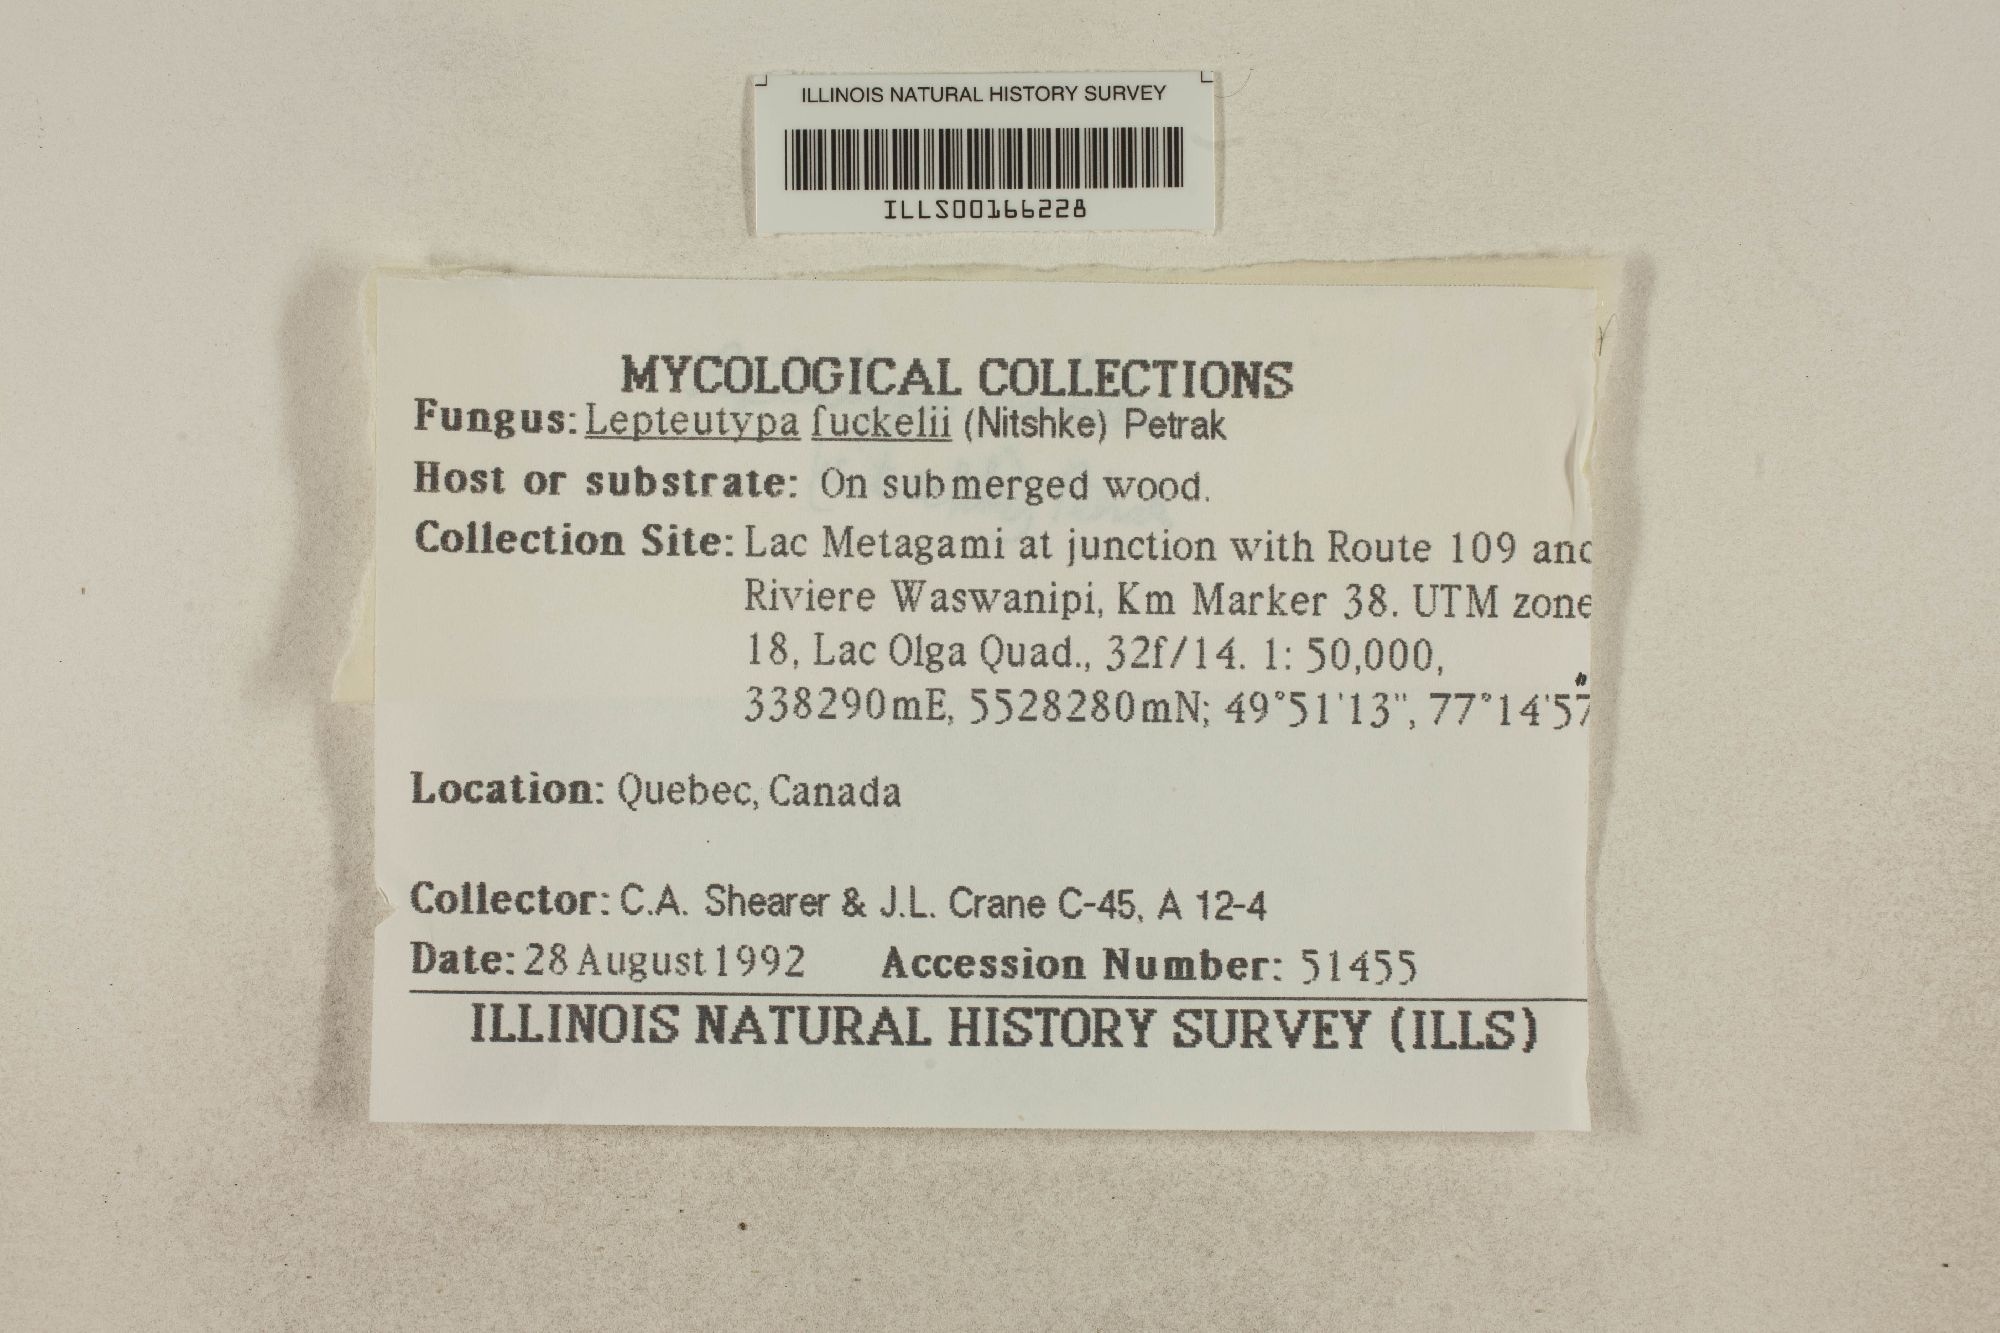 ILLINOIS NATURAL HISTORY SURVEY
ILLS00166228
MYCOLOGICAL COLLECTIONS
Fungus: Lepteutypa fuckelii (Nitshke) Petrak
Host or substrate: On submerged wood.
Collection Site: Lac Metagami at junction with Route 109 and
Riviere Waswanipi, Km Marker 38. UTM zone
18, Lac Olga Quad., 32f/14. 1: 50,000,
338290mE, 5528280mN; 49°51'13", 77°14'57"
Location: Quebec, Canada
Collector: C.A. Shearer & J.L. Crane C-45, A 12-4
Date: 28 August 1992 Accession Number: 51455
ILLINOIS NATURAL HISTORY SURVEY (ILLS)